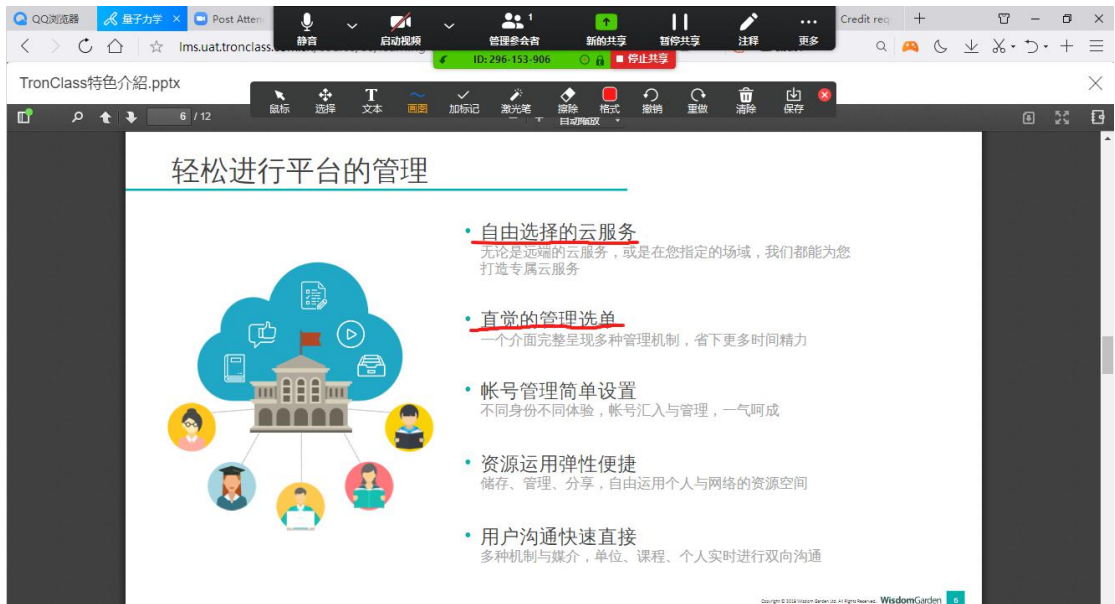 QQ浏览器
量子力学
Post Atten
Credit req
静音
启动视频
1
管理参会者
新的共享
暂停共享
注释
更多
lms.uat.tronclass.
ID: 296-153-906
停止共享
TronClass特色介紹.pptx
鼠标
选择
T
文本
画图
加标记
激光笔
擦除
格式
撤销
重做
清除
保存
6 / 12
自动缩放
轻松进行平台的管理
• 自由选择的云服务
无论是远端的云服务，或是在您指定的场域，我们都能为您
打造专属云服务
• 直觉的管理选单
一个介面完整呈现多种管理机制，省下更多时间精力
• 帐号管理简单设置
不同身份不同体验，帐号汇入与管理，一气呵成
• 资源运用弹性便捷
储存、管理、分享，自由运用个人与网络的资源空间
• 用户沟通快速直接
多种机制与媒介，单位、课程、个人实时进行双向沟通
Copyright © 2018 Wisdom Garden Ltd. All Rights Reserved.
WisdomGarden
6